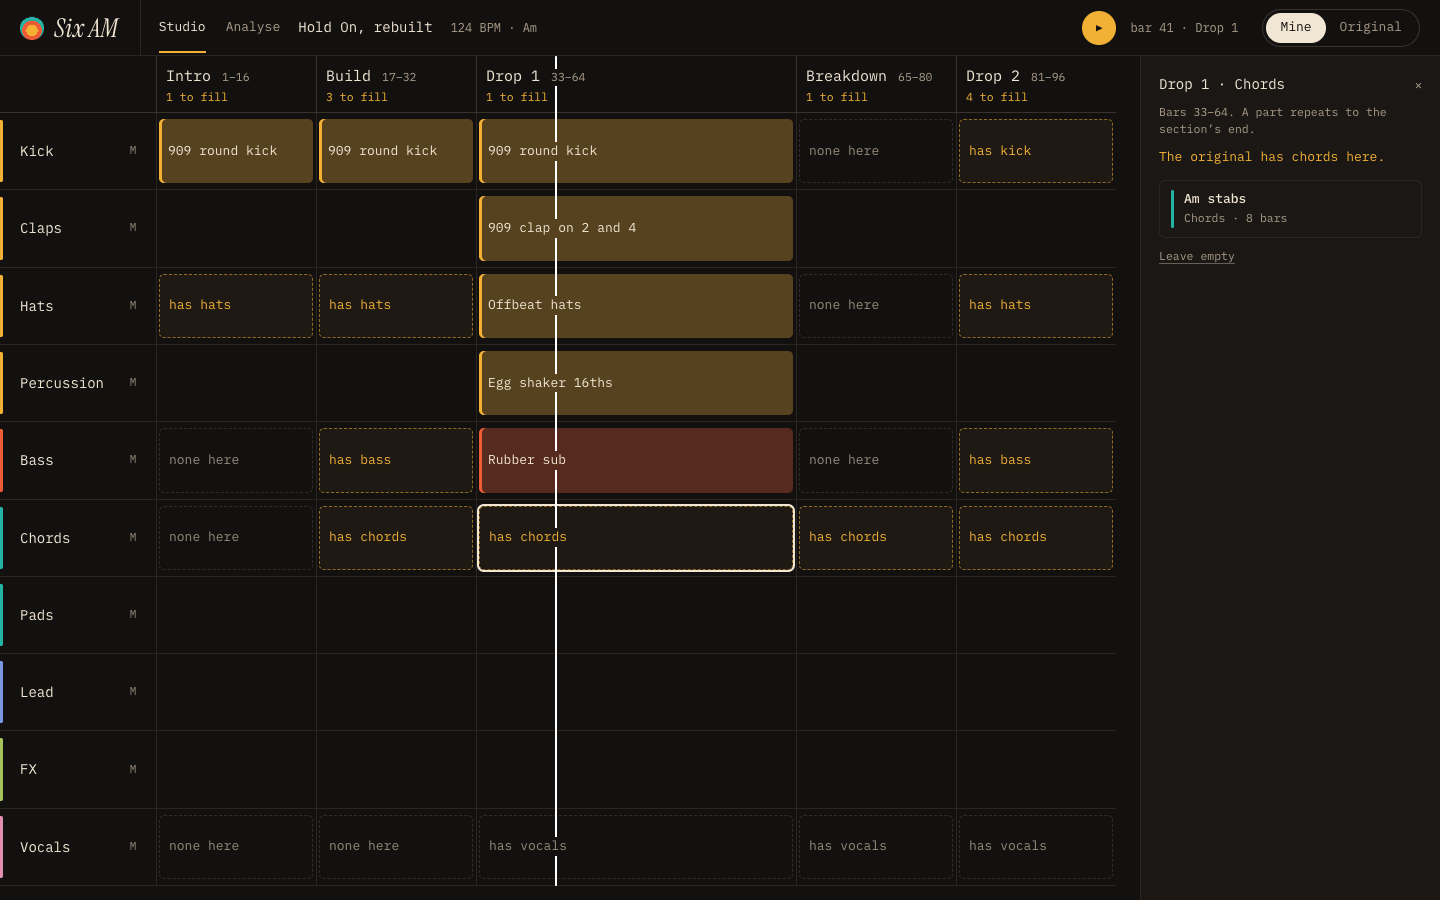 Six AM
Studio Analyse Hold On, rebuilt 124 BPM · Am
▶ bar 41 · Drop 1 Mine Original
Intro 1–16 Build 17–32 Drop 1 33–64 Breakdown 65–80 Drop 2 81–96
1 to fill 3 to fill 1 to fill 1 to fill 4 to fill
Kick M 909 round kick 909 round kick 909 round kick none here has kick
Claps M 909 clap on 2 and 4
Hats M has hats has hats Offbeat hats none here has hats
Percussion M Egg shaker 16ths
Bass M none here has bass Rubber sub none here has bass
Chords M none here has chords has chords has chords has chords
Pads M
Lead M
FX M
Vocals M none here none here has vocals has vocals has vocals
Drop 1 · Chords ×
Bars 33–64. A part repeats to the
section’s end.
The original has chords here.
Am stabs
Chords · 8 bars
Leave empty